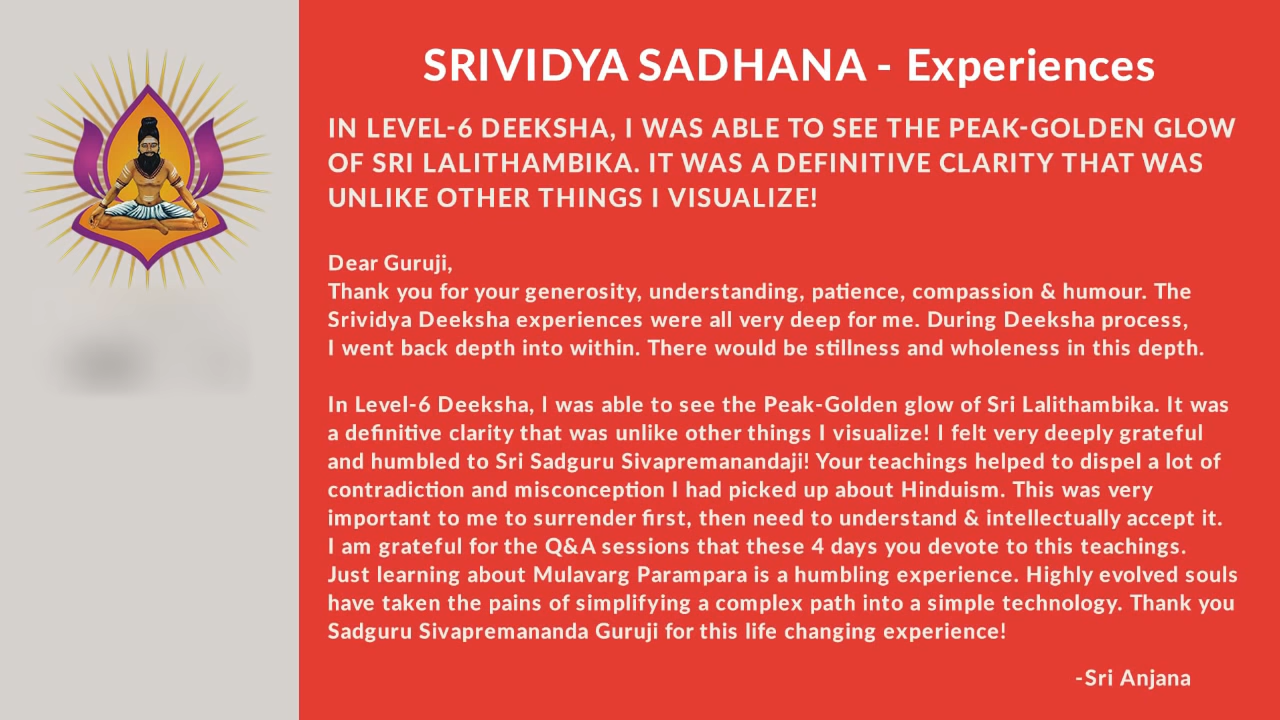 SRIVIDYA SADHANA - Experiences
IN LEVEL-6 DEEKSHA, I WAS ABLE TO SEE THE PEAK-GOLDEN GLOW
OF SRI LALITHAMBIKA. IT WAS A DEFINITIVE CLARITY THAT WAS
UNLIKE OTHER THINGS I VISUALIZE!
Dear Guruji,
Thank you for your generosity, understanding, patience, compassion & humour. The
Srividya Deeksha experiences were all very deep for me. During Deeksha process,
I went back depth into within. There would be stillness and wholeness in this depth.
In Level-6 Deeksha, I was able to see the Peak-Golden glow of Sri Lalithambika. It was
a definitive clarity that was unlike other things I visualize! I felt very deeply grateful
and humbled to Sri Sadguru Sivapremanandaji! Your teachings helped to dispel a lot of
contradiction and misconception I had picked up about Hinduism. This was very
important to me to surrender first, then need to understand & intellectually accept it.
I am grateful for the Q&A sessions that these 4 days you devote to this teachings.
Just learning about Mulavarg Parampara is a humbling experience. Highly evolved souls
have taken the pains of simplifying a complex path into a simple technology. Thank you
Sadguru Sivapremananda Guruji for this life changing experience!
-Sri Anjana